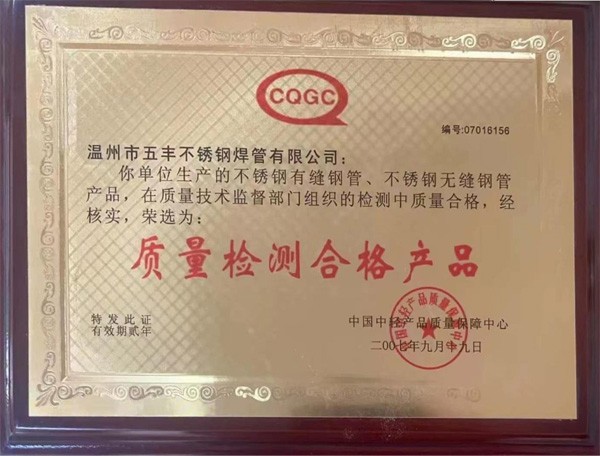 CQGC
编号:07016156
温州市五丰不锈钢焊管有限公司：
你单位生产的不锈钢有缝钢管、不锈钢无缝钢管
产品，在质量技术监督部门组织的检测中质量合格，经
核实，荣选为：
质量检测合格产品
特发此证
有效期贰年
中国中轻产品质量保障中心
二00七年九月十九日